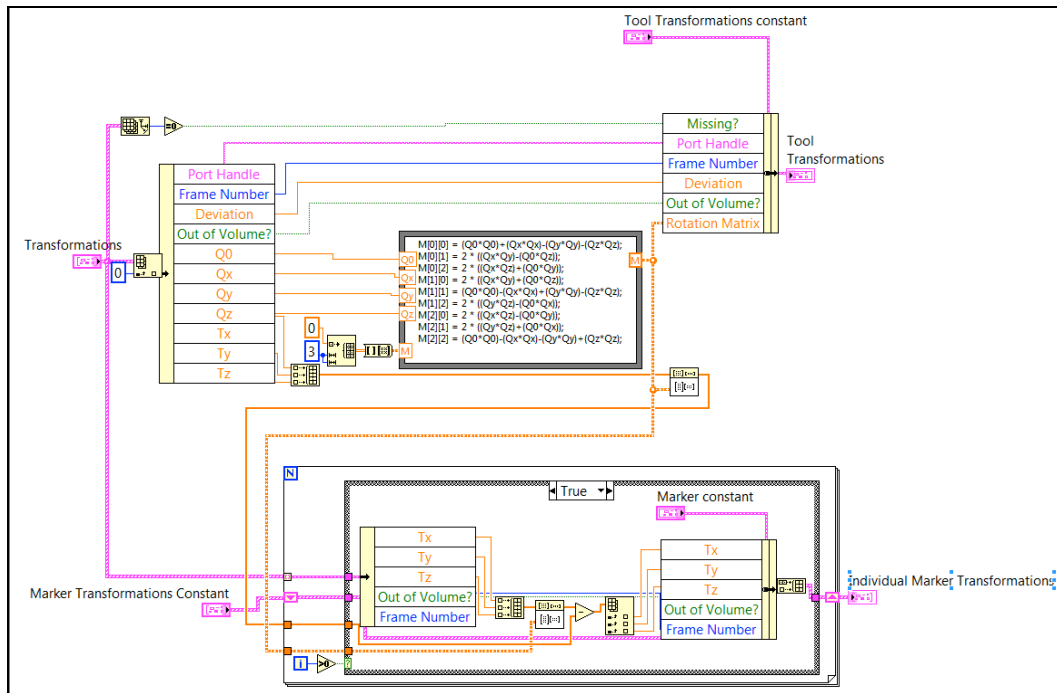 Tool Transformations constant
=0
Missing?
Port Handle
Frame Number
Deviation
Out of Volume?
Rotation Matrix
Tool
Transformations
Transformations
0
Port Handle
Frame Number
Deviation
Out of Volume?
Q0
Qx
Qy
Qz
Tx
Ty
Tz
Q0
Qx
Qy
Qz
M
M[0][0] = (Q0*Q0)+(Qx*Qx)-(Qy*Qy)-(Qz*Qz);
M[0][1] = 2 * ((Qx*Qy)-(Q0*Qz));
M[0][2] = 2 * ((Qx*Qz)+(Q0*Qy));
M[1][0] = 2 * ((Qx*Qy)+(Q0*Qz));
M[1][1] = (Q0*Q0)-(Qx*Qx)+(Qy*Qy)-(Qz*Qz);
M[1][2] = 2 * ((Qy*Qz)-(Q0*Qx));
M[2][0] = 2 * ((Qx*Qz)-(Q0*Qy));
M[2][1] = 2 * ((Qy*Qz)+(Q0*Qx));
M[2][2] = (Q0*Q0)-(Qx*Qx)-(Qy*Qy)+(Qz*Qz);
M
0
3
N
True
Marker constant
Tx
Ty
Tz
Out of Volume?
Frame Number
Tx
Ty
Tz
Out of Volume?
Frame Number
Marker Transformations Constant
Individual Marker Transformations
i
>0
?